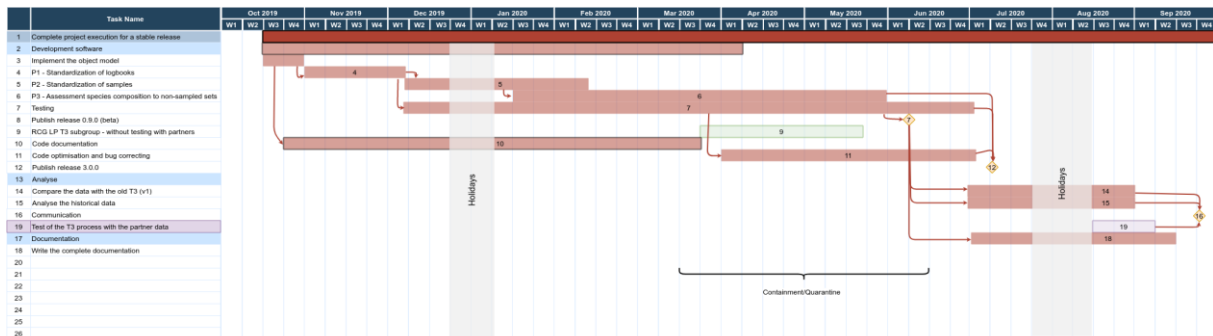 Task Name
Oct 2019 Nov 2019 Dec 2019 Jan 2020 Feb 2020 Mar 2020 Apr 2020 May 2020 Jun 2020 Jul 2020 Aug 2020 Sep 2020
W1 W2 W3 W4 W1 W2 W3 W4 W1 W2 W3 W4 W1 W2 W3 W4 W1 W2 W3 W4 W1 W2 W3 W4 W1 W2 W3 W4 W1 W2 W3 W4 W1 W2 W3 W4 W1 W2 W3 W4 W1 W2 W3 W4 W1 W2 W3 W4
1 Complete project execution for a stable release
2 Development software
3 Implement the object model
4 P1 - Standardization of logbooks 4
5 P2 - Standardization of samples 5
6 P3 - Assessment species composition to non-sampled sets 6
7 Testing 7
8 Publish release 0.9.0 (beta) 7
9 RCG LP T3 subgroup - without testing with partners 9
10 Code documentation 10
11 Code optimisation and bug correcting 11
12 Publish release 3.0.0 12
13 Analyse
Holidays
Holidays
14 Compare the data with the old T3 (v1) 14
15 Analyse the historical data 15
16 Communication 16
19 Test of the T3 process with the partner data 19
17 Documentation
18 Write the complete documentation 18
20
21
22
Containment/Quarantine
23
24
25
26